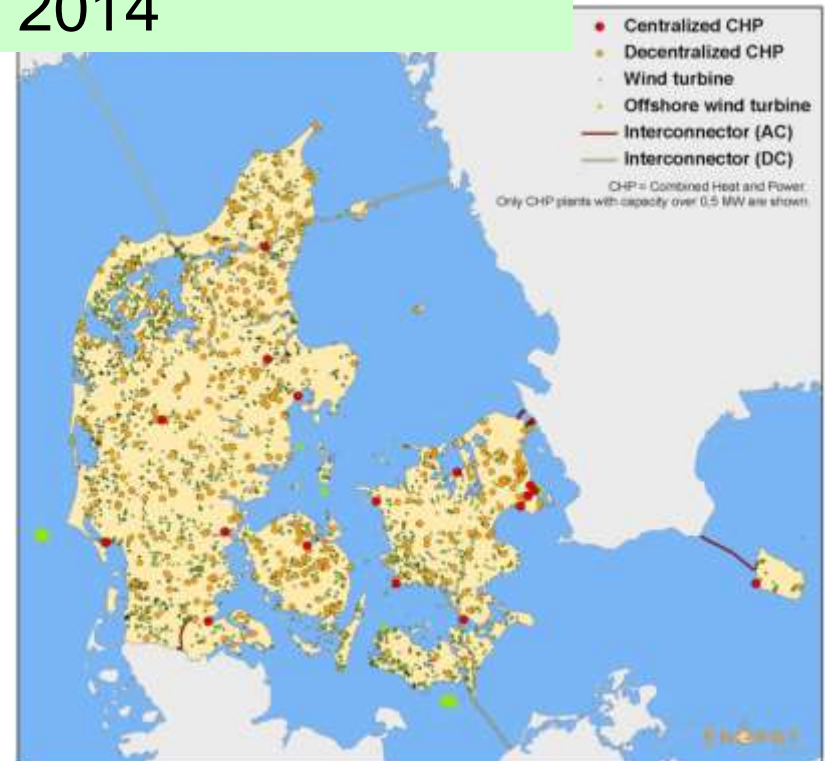 2014
Centralized CHP
Decentralized CHP
Wind turbine
Offshore wind turbine
Interconnector (AC)
Interconnector (DC)
CHP = Combined Heat and Power.
Only CHP plants with capacity over 0,5 MW are shown.